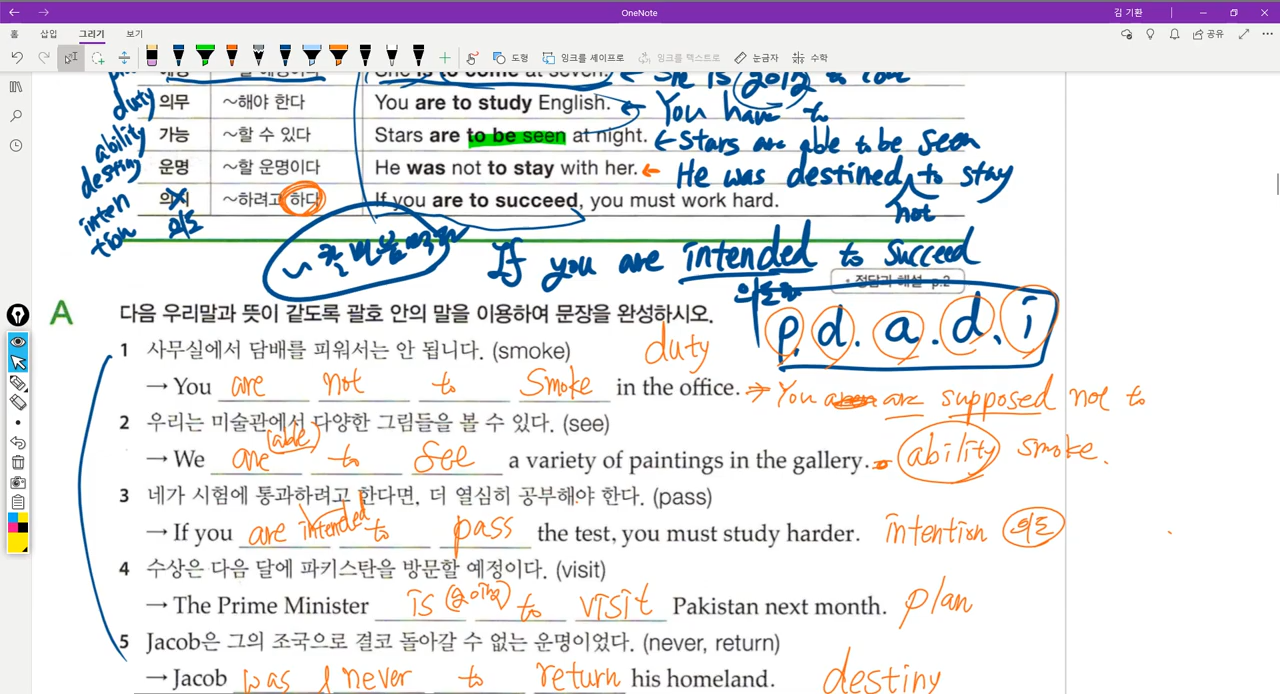 OneNote
김 기환
홈 삽입 그리기 보기
도형 잉크를 셰이프로 잉크를 텍스트로 눈금자 수학 공유
She is to come at seven. ← She is going to come
duty 의무 ~해야 한다 You are to study English. ← You have to
ability 가능 ~할 수 있다 Stars are to be seen at night. ← Stars are able to be seen
destiny 운명 ~할 운명이다 He was not to stay with her. ← He was destined to stay
not
intention 의지 ~하려고 하다 If you are to succeed, you must work hard.
의도
If you are intended to succeed
정답과 해설 p.2
p. d. a. d. i
A 다음 우리말과 뜻이 같도록 괄호 안의 말을 이용하여 문장을 완성하시오.
1 사무실에서 담배를 피워서는 안 됩니다. (smoke) duty
→ You are not to smoke in the office. → You are supposed not to
smoke.
2 우리는 미술관에서 다양한 그림들을 볼 수 있다. (see)
(able)
→ We are to see a variety of paintings in the gallery. ability
3 네가 시험에 통과하려고 한다면, 더 열심히 공부해야 한다. (pass)
→ If you are intended to pass the test, you must study harder. intention 의도
4 수상은 다음 달에 파키스탄을 방문할 예정이다. (visit)
→ The Prime Minister is (going) to visit Pakistan next month. plan
5 Jacob은 그의 조국으로 결코 돌아갈 수 없는 운명이었다. (never, return)
→ Jacob was never to return his homeland. destiny